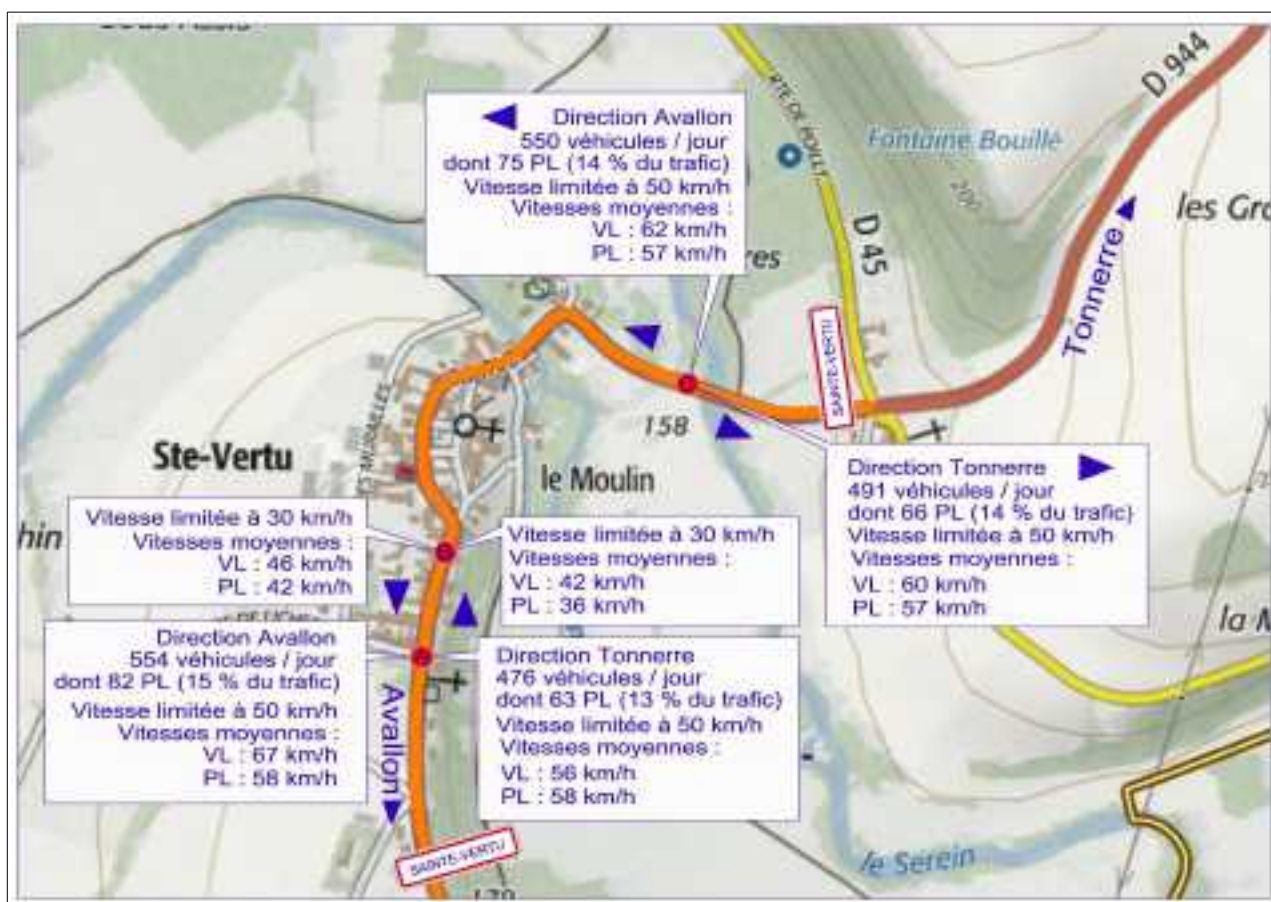 Direction Avallon
550 véhicules / jour
dont 75 PL (14 % du trafic)
Vitesse limitée à 50 km/h
Vitesses moyennes :
VL : 62 km/h
PL : 57 km/h
D 944
Fontaine Bouillé
200
les Gro
D 45
Tonnerre
SAINTE-VERTU
158
Ste-Vertu
le Moulin
Direction Tonnerre
491 véhicules / jour
dont 66 PL (14 % du trafic)
Vitesse limitée à 50 km/h
Vitesses moyennes :
VL : 60 km/h
PL : 57 km/h
hin
Vitesse limitée à 30 km/h
Vitesses moyennes :
VL : 46 km/h
PL : 42 km/h
Vitesse limitée à 30 km/h
Vitesses moyennes :
VL : 42 km/h
PL : 36 km/h
la M
Direction Avallon
554 véhicules / jour
dont 82 PL (15 % du trafic)
Vitesse limitée à 50 km/h
Vitesses moyennes :
VL : 67 km/h
PL : 58 km/h
Avallon
Direction Tonnerre
476 véhicules / jour
dont 63 PL (13 % du trafic)
Vitesse limitée à 50 km/h
Vitesses moyennes :
VL : 56 km/h
PL : 58 km/h
SAINTE-VERTU
le Serein